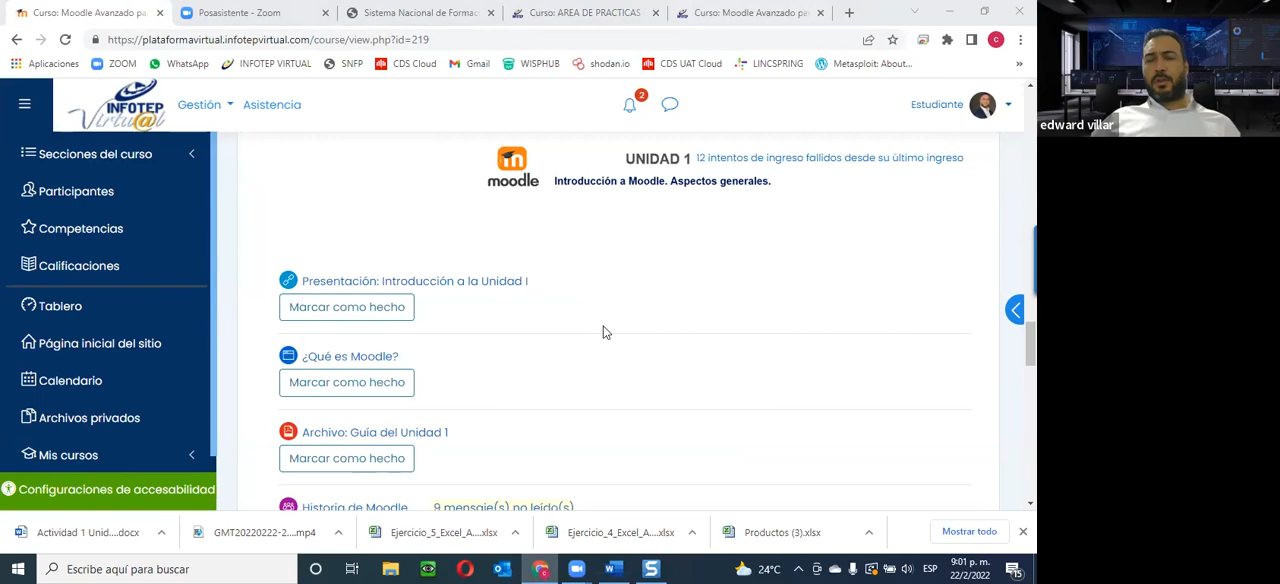 Curso: Moodle Avanzado pa
Posasistente - Zoom
Sistema Nacional de Formac
Curso: AREA DE PRACTICAS
Curso: Moodle Avanzado pa
https://plataformavirtual.infotepvirtual.com/course/view.php?id=219
Aplicaciones
ZOOM
WhatsApp
INFOTEP VIRTUAL
SNFP
CDS Cloud
Gmail
WISPHUB
shodan.io
CDS UAT Cloud
LINCSPRING
Metasploit: About...
»
INFOTEP
Virtu@l
Gestión
Asistencia
2
Estudiante
edward villar
Secciones del curso
Participantes
Competencias
Calificaciones
Tablero
Página inicial del sitio
Calendario
Archivos privados
Mis cursos
Configuraciones de accesabilidad
moodle
UNIDAD 1 12 intentos de ingreso fallidos desde su último ingreso
Introducción a Moodle. Aspectos generales.
Presentación: Introducción a la Unidad I
Marcar como hecho
¿Qué es Moodle?
Marcar como hecho
Archivo: Guía del Unidad 1
Marcar como hecho
Historia de Moodle 9 mensaje(s) no leído(s)
Actividad 1 Unid....docx
GMT20220222-2....mp4
Ejercicio_5_Excel_A....xlsx
Ejercicio_4_Excel_A....xlsx
Productos (3).xlsx
Mostrar todo
Escribe aquí para buscar
24°C
ESP
9:01 p. m.
22/2/2022
15